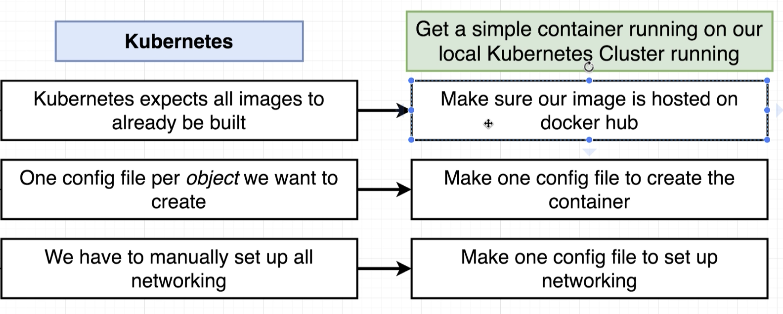 Kubernetes
Get a simple container running on our
local Kubernetes Cluster running
Kubernetes expects all images to
already be built
Make sure our image is hosted on
docker hub
One config file per object we want to
create
Make one config file to create the
container
We have to manually set up all
networking
Make one config file to set up
networking